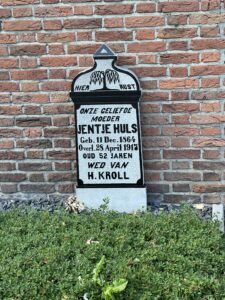 HIER RUST
ONZE GELIEFDE
MOEDER
JENTJE HULS
Geb. 11 Dec. 1864
Overl. 28 April 1917
OUD 52 JAREN
WED VAN
H. KROLL